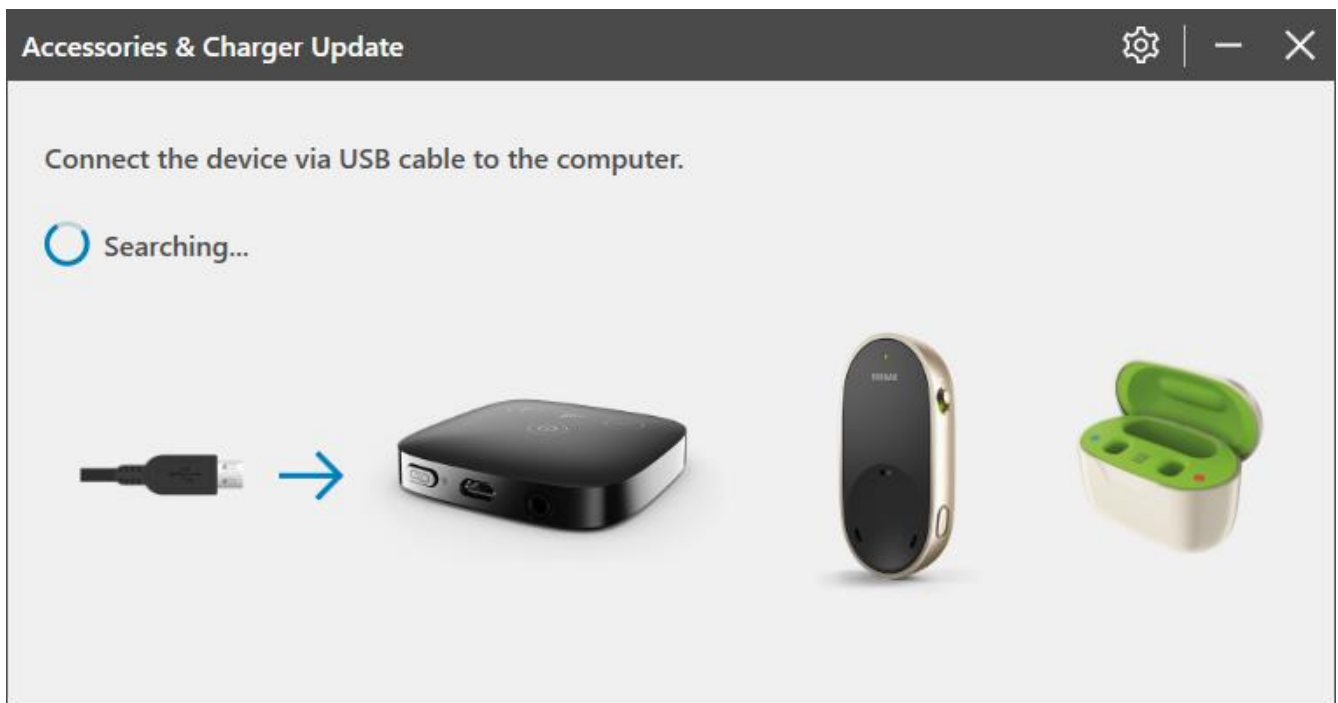 Accessories & Charger Update
Connect the device via USB cable to the computer.
Searching...